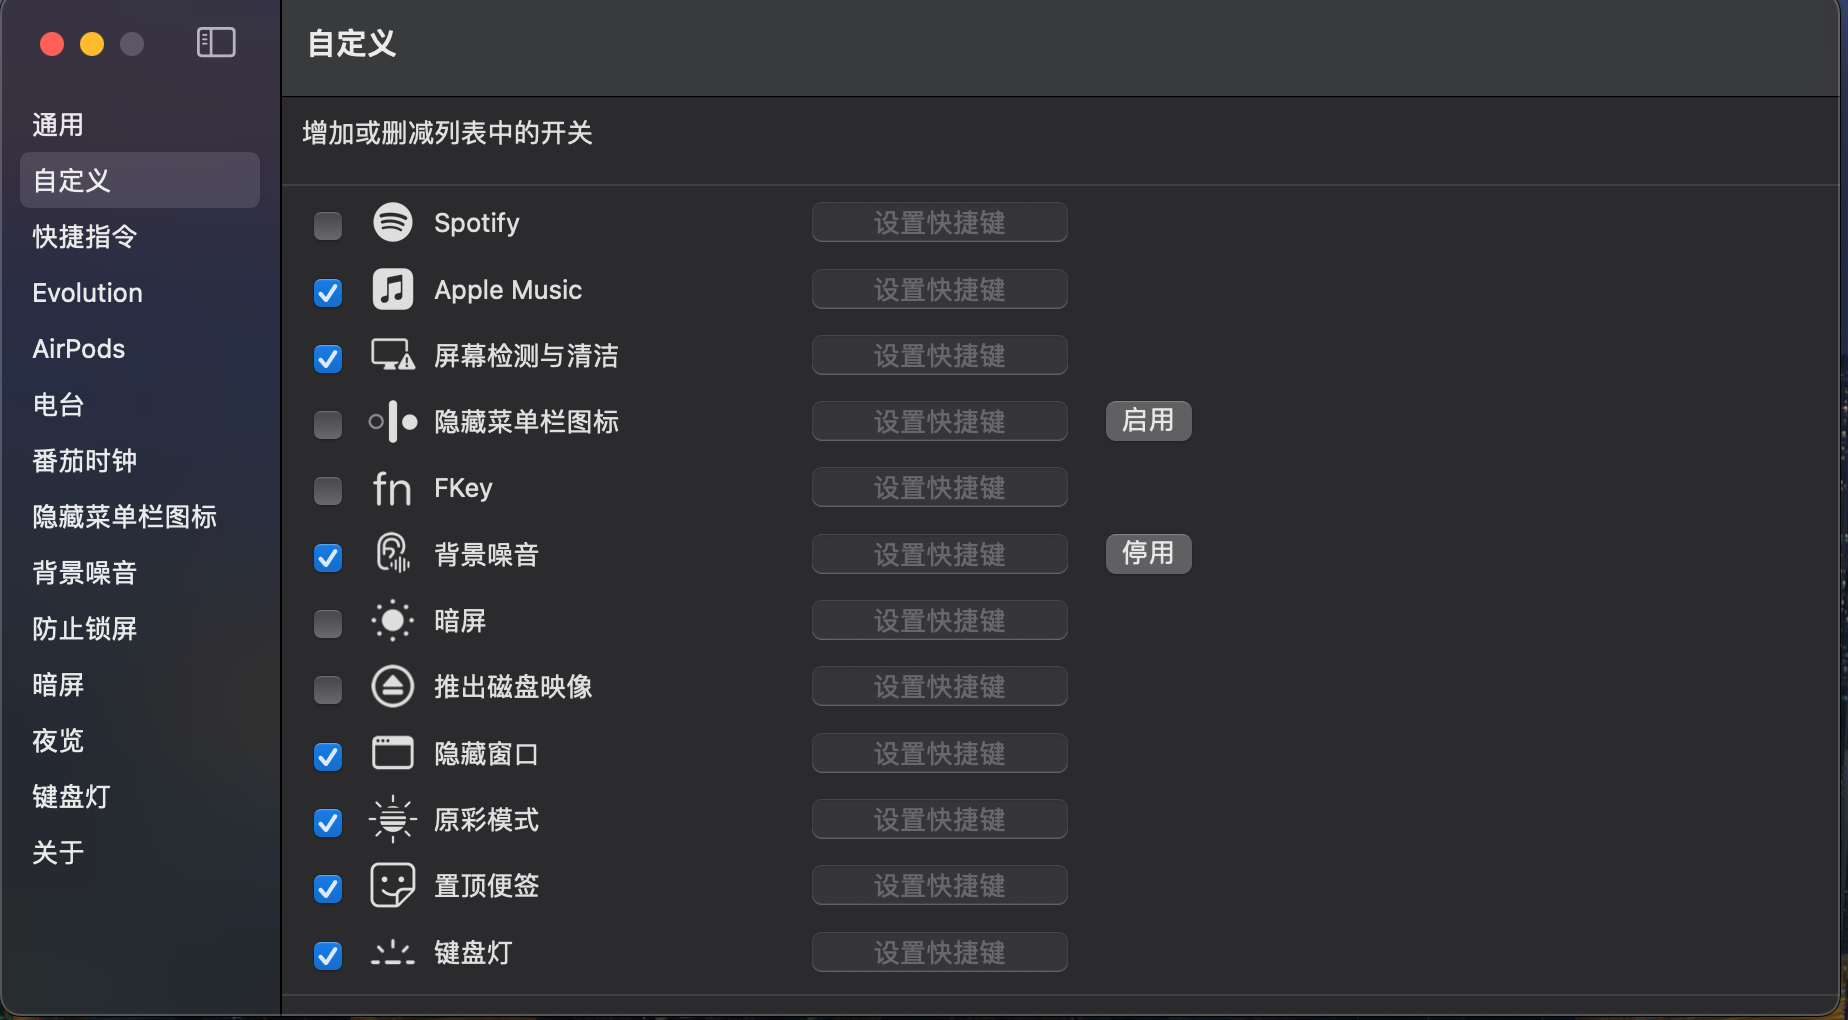 自定义
通用
自定义
快捷指令
Evolution
AirPods
电台
番茄时钟
隐藏菜单栏图标
背景噪音
防止锁屏
暗屏
夜览
键盘灯
关于
增加或删减列表中的开关
Spotify 设置快捷键
Apple Music 设置快捷键
屏幕检测与清洁 设置快捷键
隐藏菜单栏图标 设置快捷键 启用
fn FKey 设置快捷键
背景噪音 设置快捷键 停用
暗屏 设置快捷键
推出磁盘映像 设置快捷键
隐藏窗口 设置快捷键
原彩模式 设置快捷键
置顶便签 设置快捷键
键盘灯 设置快捷键